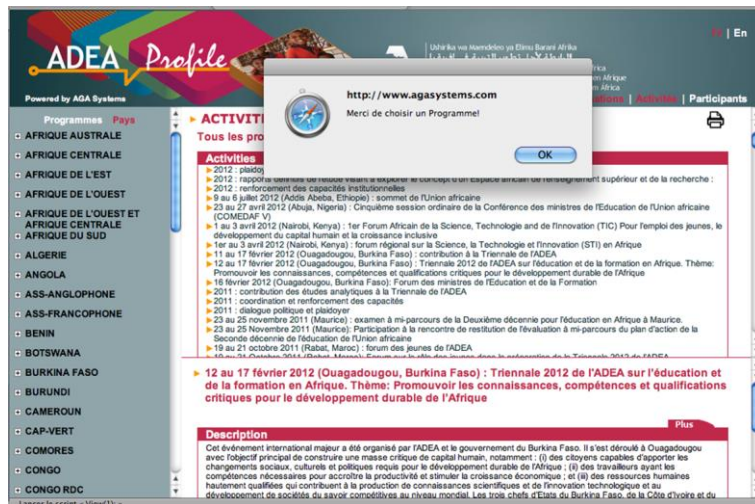 ADEA Profile
Powered by AGA Systems
| En
Ushirika wa Maendeleo ya Elimu Barani Afrika
| Activités | Participants
http://www.agasystems.com
Merci de choisir un Programme!
OK
Programmes Pays
AFRIQUE AUSTRALE
AFRIQUE CENTRALE
AFRIQUE DE L'EST
AFRIQUE DE L'OUEST
AFRIQUE DE L'OUEST ET
AFRIQUE CENTRALE
AFRIQUE DU SUD
ALGERIE
ANGOLA
ASS-ANGLOPHONE
ASS-FRANCOPHONE
BENIN
BOTSWANA
BURKINA FASO
BURUNDI
CAMEROUN
CAP-VERT
COMORES
CONGO
CONGO RDC
ACTIVIT
Tous les pro
Activities
2012 : plaidoy
2012 : renforcement des capacités institutionnelles
9 au 6 juillet 2012 (Addis Abeba, Ethiopie) : sommet de l'Union africaine
23 au 27 avril 2012 (Abuja, Nigeria) : Cinquième session ordinaire de la Conférence des ministres de l'Education de l'Union africaine
(COMEDAF V)
1 au 3 avril 2012 (Nairobi, Kenya) : 1er Forum Africain de la Science, Technologie and de l'Innovation (TIC) Pour l'emploi des jeunes, le
développement du capital humain et la croissance inclusive
1er au 3 avril 2012 (Nairobi, Kenya) : forum régional sur la Science, la Technologie et l'Innovation (STI) en Afrique
11 au 17 février 2012 (Ouagadougou, Burkina Faso) : contribution à la Triennale de l'ADEA
12 au 17 février 2012 (Ouagadougou, Burkina Faso) : Triennale 2012 de l'ADEA sur l'éducation et de la formation en Afrique. Thème:
Promouvoir les connaissances, compétences et qualifications critiques pour le développement durable de l'Afrique
16 février 2012 (Ouagadougou, Burkina Faso): Forum des ministres de l'Education et de la Formation
2011 : contribution des études analytiques à la Triennale de l'ADEA
2011 : coordination et renforcement des capacités
2011 : dialogue politique et plaidoyer
23 au 25 novembre 2011 (Maurice) : examen à mi-parcours de la Deuxième décennie pour l'éducation en Afrique à Maurice.
23 au 25 Novembre 2011 (Maurice): Participation à la rencontre de restitution de l'évaluation à mi-parcours du plan d'action de la
Seconde décennie de l'éducation de l'Union africaine
19 au 21 octobre 2011 (Rabat, Maroc) : forum des jeunes de l'ADEA
12 au 17 février 2012 (Ouagadougou, Burkina Faso) : Triennale 2012 de l'ADEA sur l'éducation et
de la formation en Afrique. Thème: Promouvoir les connaissances, compétences et qualifications
critiques pour le développement durable de l'Afrique
Plus
Description
Cet événement international majeur a été organisé par l'ADEA et le gouvernement du Burkina Faso. Il s'est déroulé à Ouagadougou
avec l'objectif principal de construire une masse critique de capital humain, notamment : (i) des citoyens capables d'apporter les
changements sociaux, culturels et politiques requis pour le développement durable de l'Afrique ; (ii) des travailleurs ayant les
compétences nécessaires pour accroître la productivité et stimuler la croissance économique ; et (iii) des ressources humaines
hautement qualifiées qui contribuent à la production de connaissances scientifiques et de l'innovation technologique et au
développement de sociétés du savoir compétitives au niveau mondial. Les trois chefs d'Etats du Burkina Faso, de la Côte d'Ivoire et du